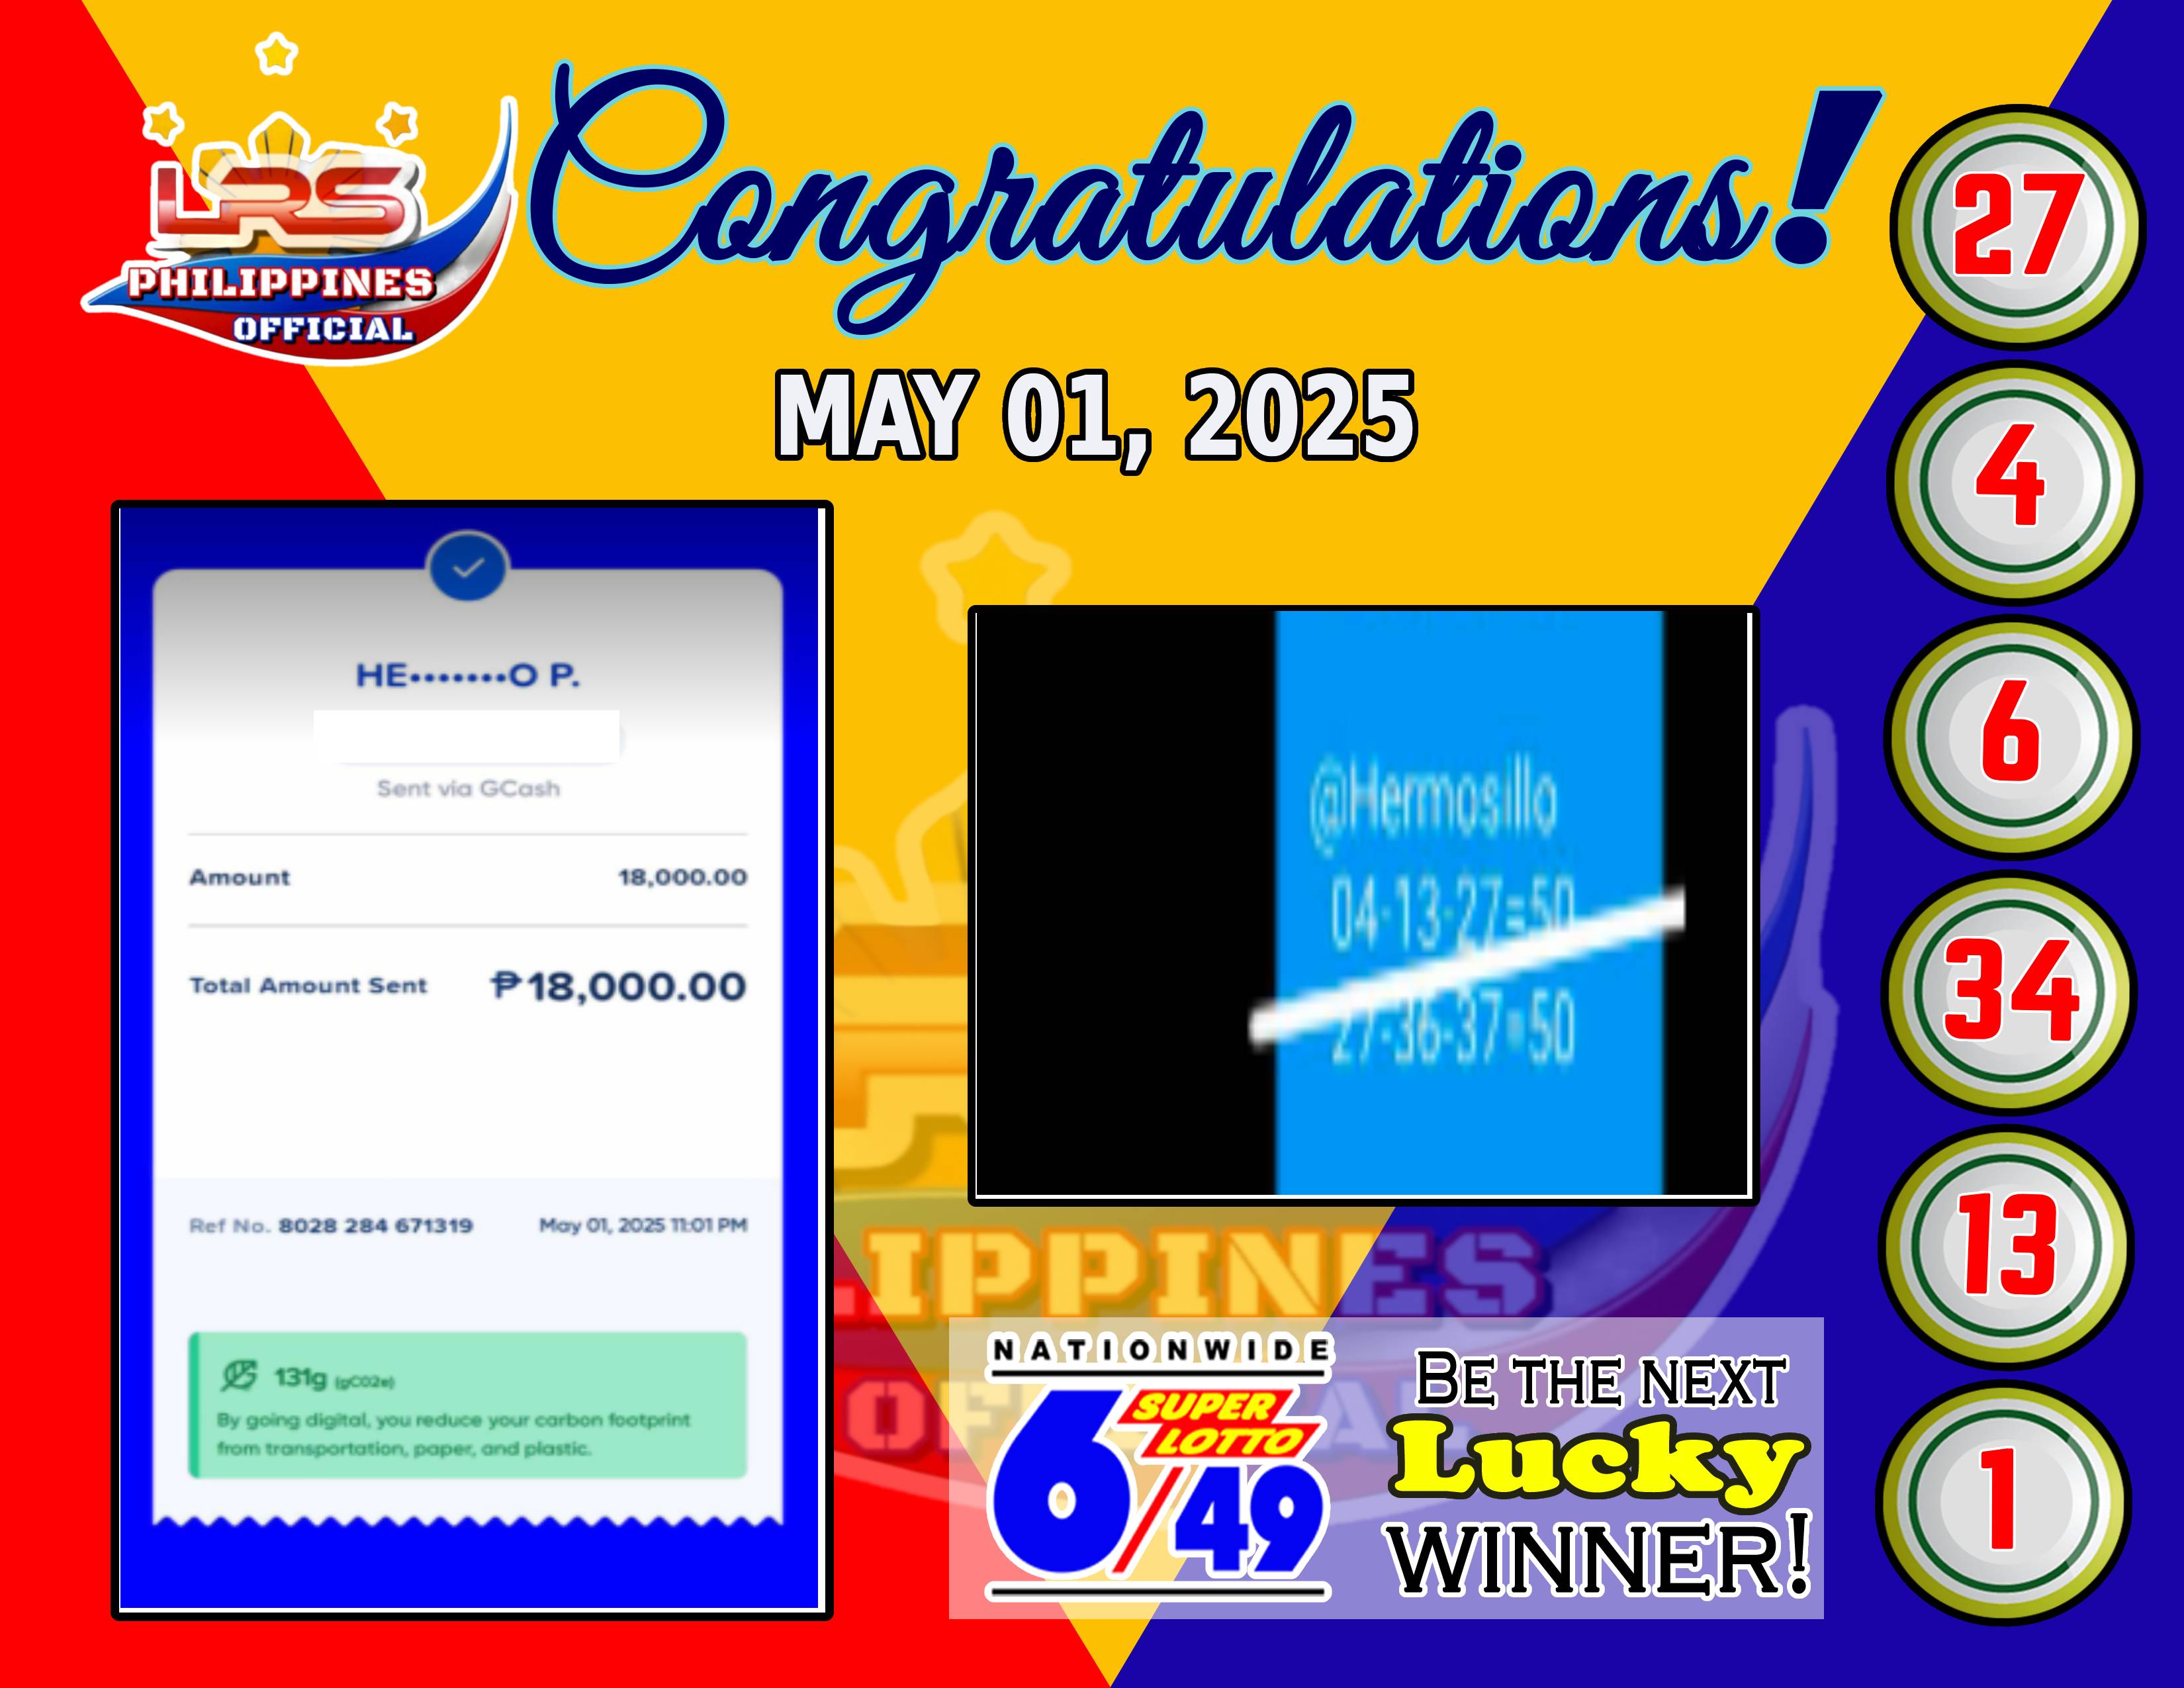 LRS
PHILIPPINES
OFFICIAL
Congratulations!
MAY 01, 2025
HE•••••••O P.
Sent via GCash
Amount 18,000.00
Total Amount Sent ₱18,000.00
Ref No. 8028 284 671319 May 01, 2025 11:01 PM
131g (gCO2e)
By going digital, you reduce your carbon footprint
from transportation, paper, and plastic.
@Hermosillo
04-13-27=50
27-36-37=50
IPPINES
NATIONWIDE
SUPER
LOTTO
6/49
BE THE NEXT
Lucky
WINNER!
27
4
6
34
13
1